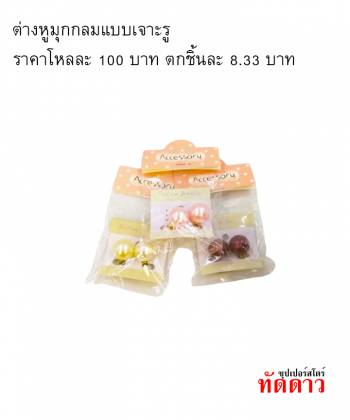 ต่างหูมุกกลมแบบเจาะรู
ราคาโหลละ 100 บาท ตกชิ้นละ 8.33 บาท
Accessory
Accessory
Accessory
ซุปเปอร์สโตร์
ทัดดาว